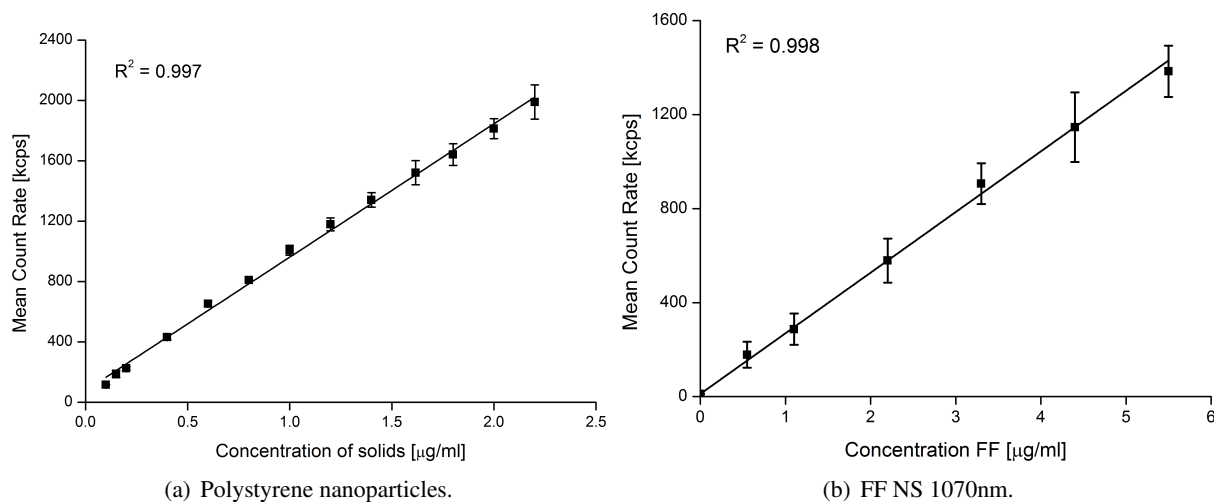 2400
2000
1600
1200
800
400
0
Mean Count Rate [kcps]
R² = 0.997
0.0 0.5 1.0 1.5 2.0 2.5
Concentration of solids [μg/ml]
(a) Polystyrene nanoparticles.
1600
1200
800
400
0
Mean Count Rate [kcps]
R² = 0.998
0 1 2 3 4 5 6
Concentration FF [μg/ml]
(b) FF NS 1070nm.